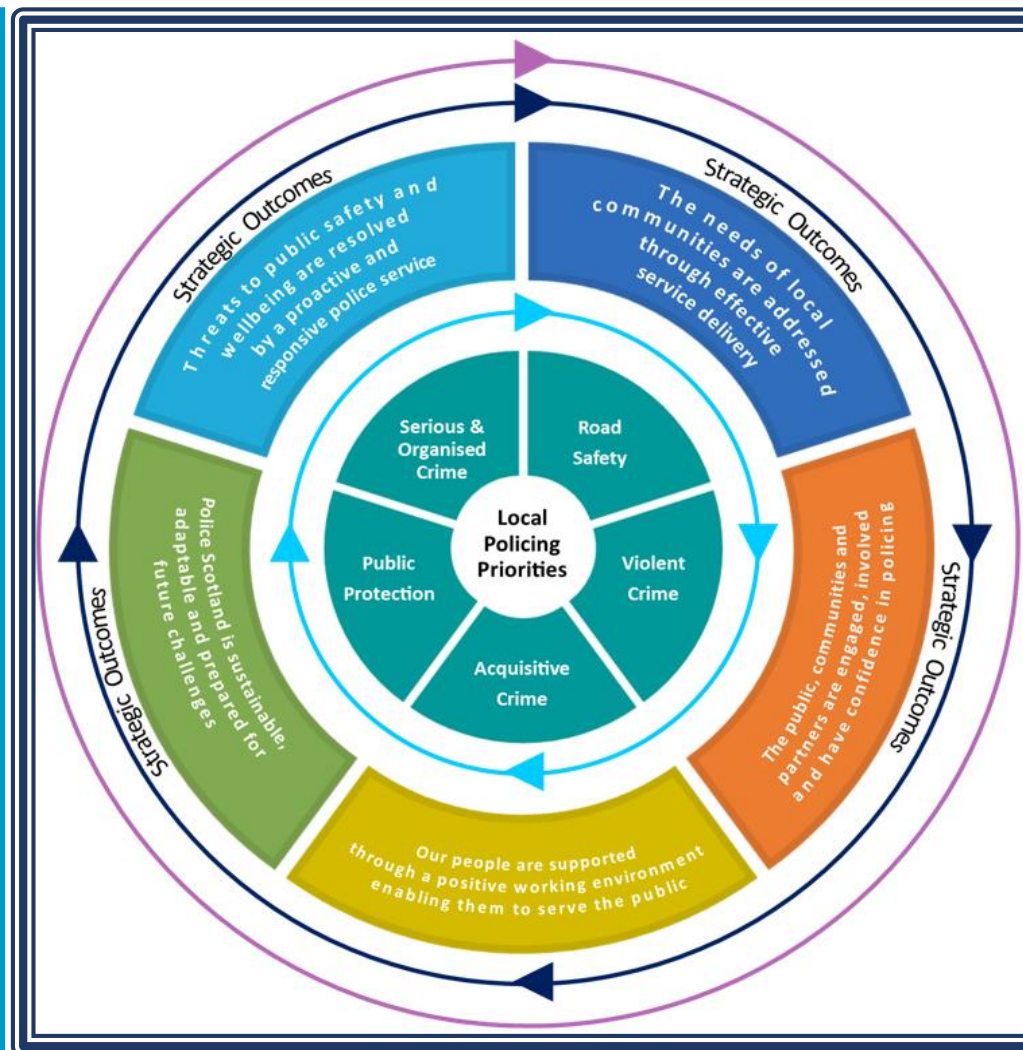 Strategic Outcomes
Strategic Outcomes
Strategic Outcomes
Strategic Outcomes
Threats to public safety and
wellbeing are resolved
by a proactive and
responsive police service
The needs of local
communities are addressed
through effective
service delivery
The public, communities and
partners are engaged, involved
and have confidence in policing
Our people are supported
through a positive working environment
enabling them to serve the public
Police Scotland is sustainable,
adaptable and prepared for
future challenges
Local
Policing
Priorities
Serious &
Organised
Crime
Road
Safety
Violent
Crime
Acquisitive
Crime
Public
Protection